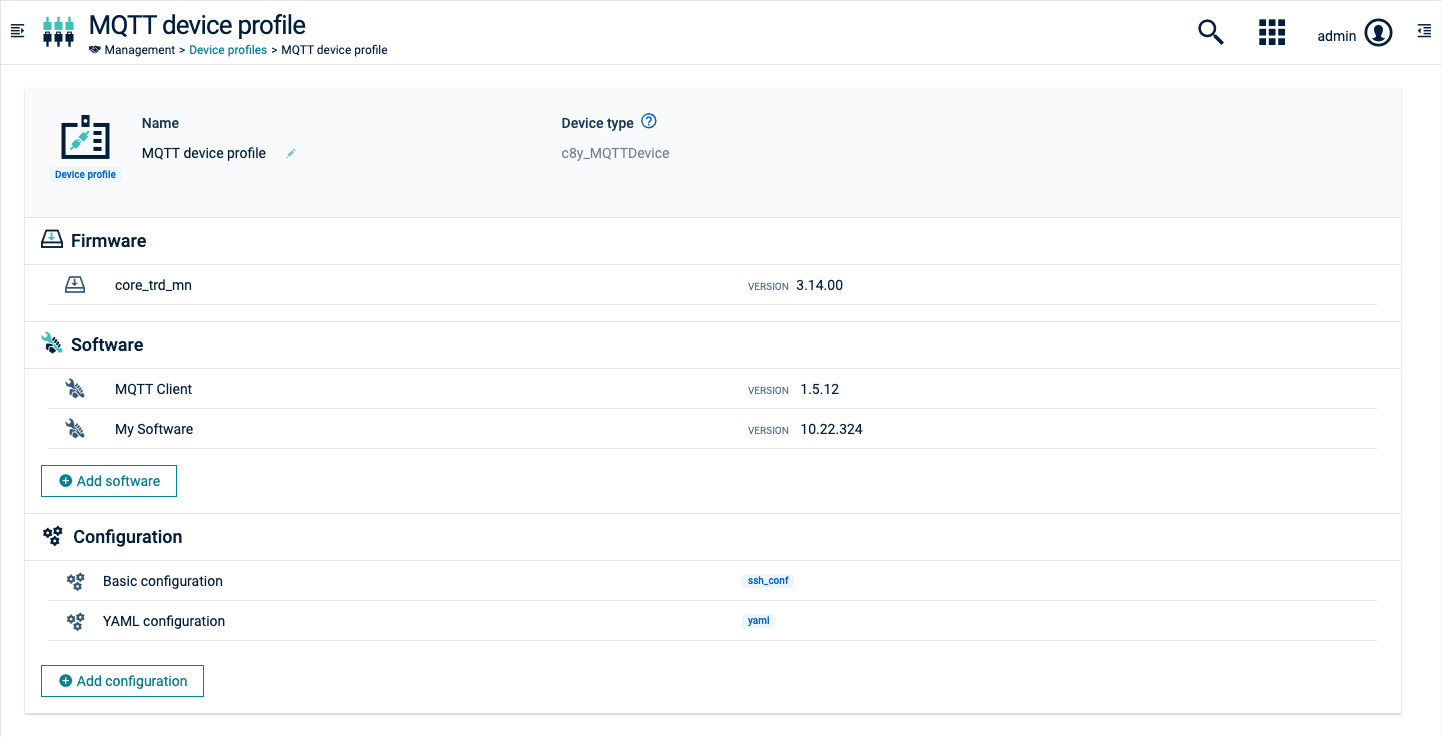 MQTT device profile
Management > Device profiles > MQTT device profile
admin
Name
Device type
MQTT device profile
c8y_MQTTDevice
Device profile
Firmware
core_trd_mn VERSION 3.14.00
Software
MQTT Client VERSION 1.5.12
My Software VERSION 10.22.324
Add software
Configuration
Basic configuration ssh_conf
YAML configuration yaml
Add configuration